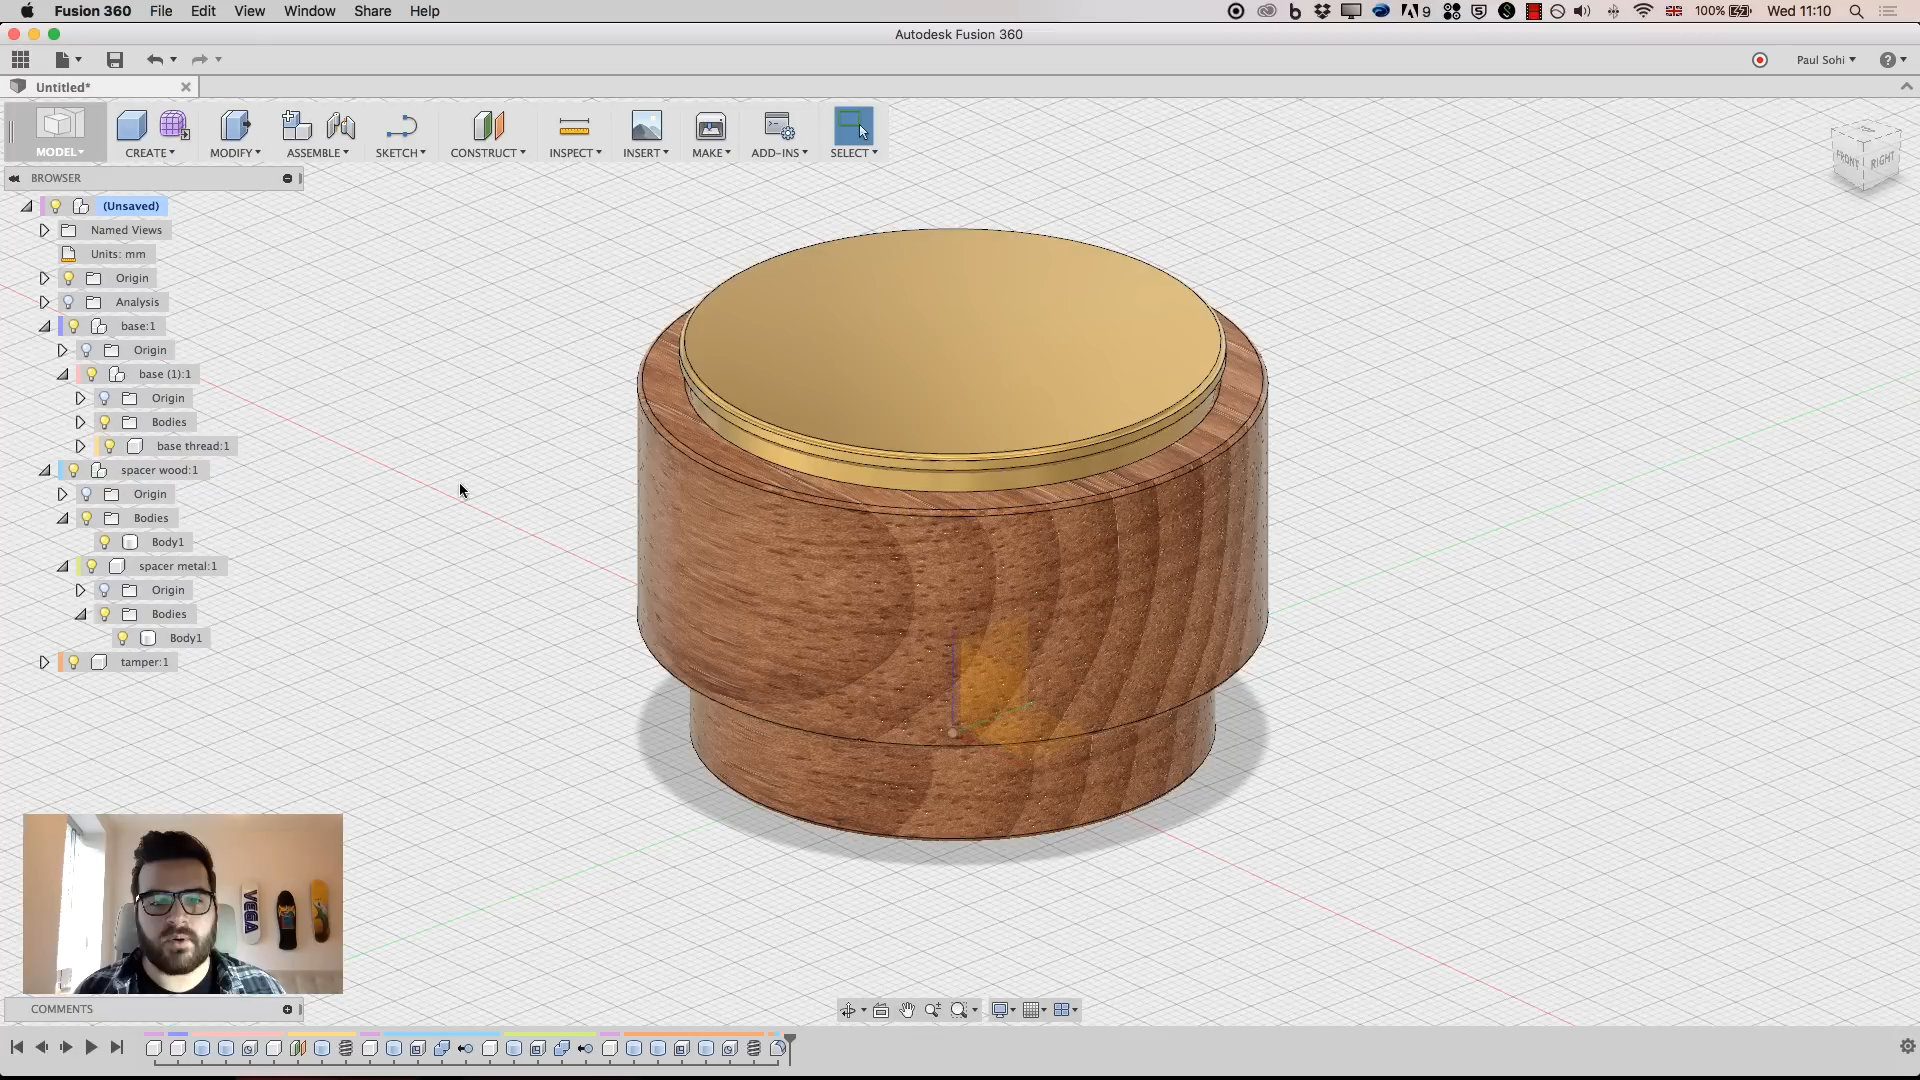 Fusion 360 File Edit View Window Share Help
9 100% Wed 11:10
Autodesk Fusion 360
Paul Sohi
Untitled*
MODEL CREATE MODIFY ASSEMBLE SKETCH CONSTRUCT INSPECT INSERT MAKE ADD-INS SELECT
FRONT RIGHT
BROWSER
(Unsaved)
Named Views
Units: mm
Origin
Analysis
base:1
Origin
base (1):1
Origin
Bodies
base thread:1
spacer wood:1
Origin
Bodies
Body1
spacer metal:1
Origin
Bodies
Body1
tamper:1
VEGA
COMMENTS